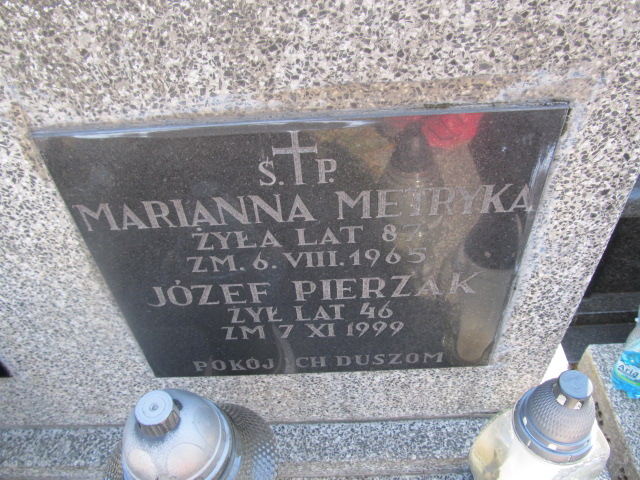 Ś. P.
MARIANNA METRYKA
ŻYŁA LAT 87
ZM. 6. VIII. 1965
JÓZEF PIERZAK
ŻYŁ LAT 46
ZM 7 XI 1999
POKÓJ ICH DUSZOM